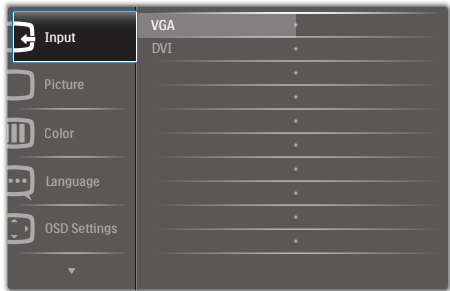 Input
Picture
Color
Language
OSD Settings
VGA
DVI